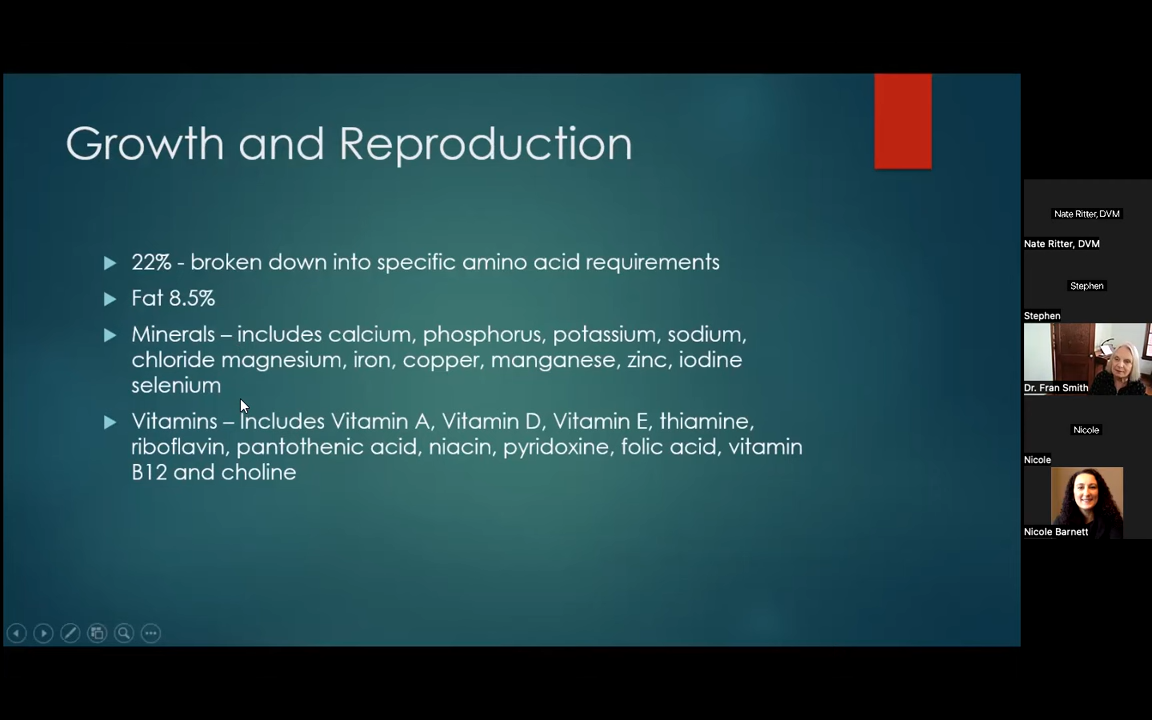 Growth and Reproduction
22% - broken down into specific amino acid requirements
Fat 8.5%
Minerals – includes calcium, phosphorus, potassium, sodium,
chloride magnesium, iron, copper, manganese, zinc, iodine
selenium
Vitamins – Includes Vitamin A, Vitamin D, Vitamin E, thiamine,
riboflavin, pantothenic acid, niacin, pyridoxine, folic acid, vitamin
B12 and choline
Nate Ritter, DVM
Nate Ritter, DVM
Stephen
Stephen
Dr. Fran Smith
Nicole
Nicole
Nicole Barnett